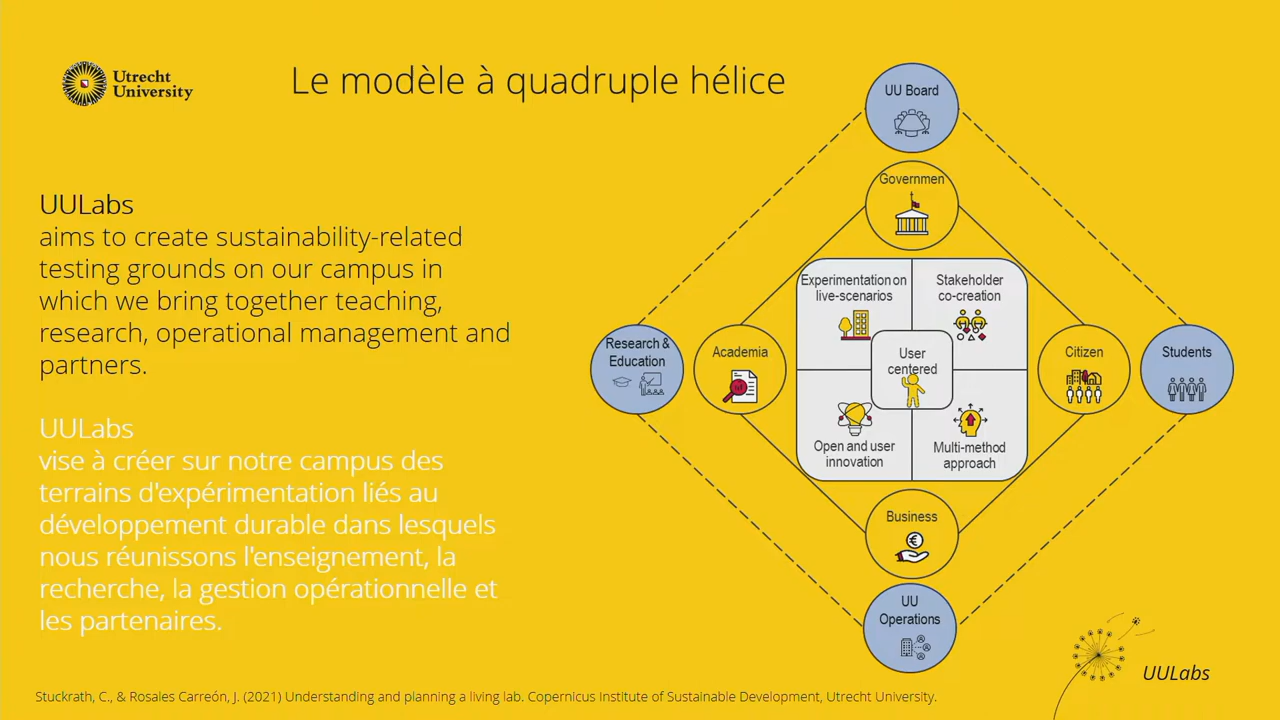 Utrecht
University
Le modèle à quadruple hélice
UULabs
aims to create sustainability-related
testing grounds on our campus in
which we bring together teaching,
research, operational management and
partners.
UULabs
vise à créer sur notre campus des
terrains d'expérimentation liés au
développement durable dans lesquels
nous réunissons l'enseignement, la
recherche, la gestion opérationnelle et
les partenaires.
UU Board
Governmen
Experimentation on
live-scenarios
Stakeholder
co-creation
Research &
Education
Academia
User
centered
Citizen
Students
Open and user
innovation
Multi-method
approach
Business
€
UU
Operations
UULabs
Stuckrath, C., & Rosales Carreón, J. (2021) Understanding and planning a living lab. Copernicus Institute of Sustainable Development, Utrecht University.